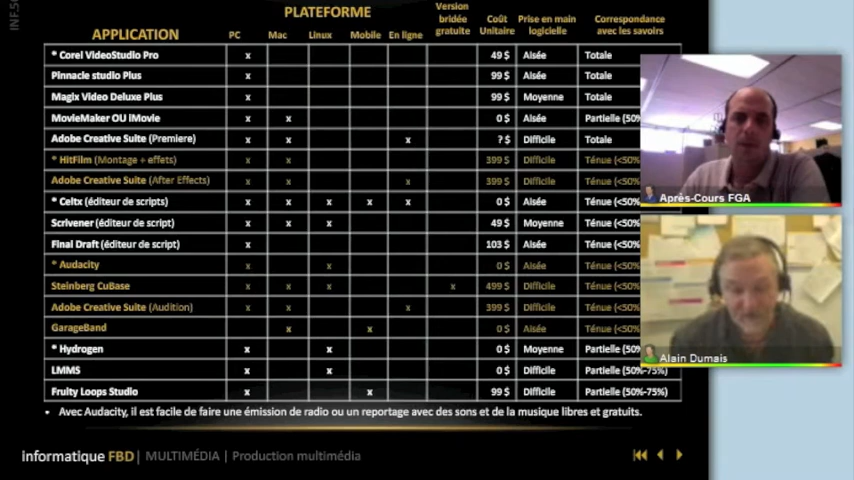 INF.5
PLATEFORME
Version bridée gratuite
Coût Unitaire
Prise en main logicielle
Correspondance avec les savoirs
APPLICATION PC Mac Linux Mobile En ligne
* Corel VideoStudio Pro x 49 $ Aisée Totale
Pinnacle studio Plus x 99 $ Aisée Totale
Magix Video Deluxe Plus x 99 $ Moyenne Totale
MovieMaker OU iMovie x x 0 $ Aisée Partielle (50%
Adobe Creative Suite (Premiere) x x x ? $ Difficile Totale
* HitFilm (Montage + effets) x x 399 $ Difficile Ténue (<50%
Adobe Creative Suite (After Effects) x x x 399 $ Difficile Ténue (<50%
* Celtx (éditeur de scripts) x x x x x 0 $ Aisée Ténue (<50%
Scrivener (éditeur de script) x x x 49 $ Moyenne Ténue (<50%
Final Draft (éditeur de script) x 103 $ Aisée Ténue (<50%
* Audacity x x 0 $ Aisée Ténue (<50%
Steinberg CuBase x x x x 499 $ Difficile Ténue (<50%
Adobe Creative Suite (Audition) x x x 399 $ Difficile Ténue (<50%
GarageBand x x 0 $ Aisée Ténue (<50%
* Hydrogen x x 0 $ Moyenne Partielle (50%
LMMS x x 0 $ Difficile Partielle (50%-75%)
Fruity Loops Studio x x 99 $ Difficile Partielle (50%-75%)
• Avec Audacity, il est facile de faire une émission de radio ou un reportage avec des sons et de la musique libres et gratuits.
informatique FBD | MULTIMÉDIA | Production multimédia
Après-Cours FGA
Alain Dumais